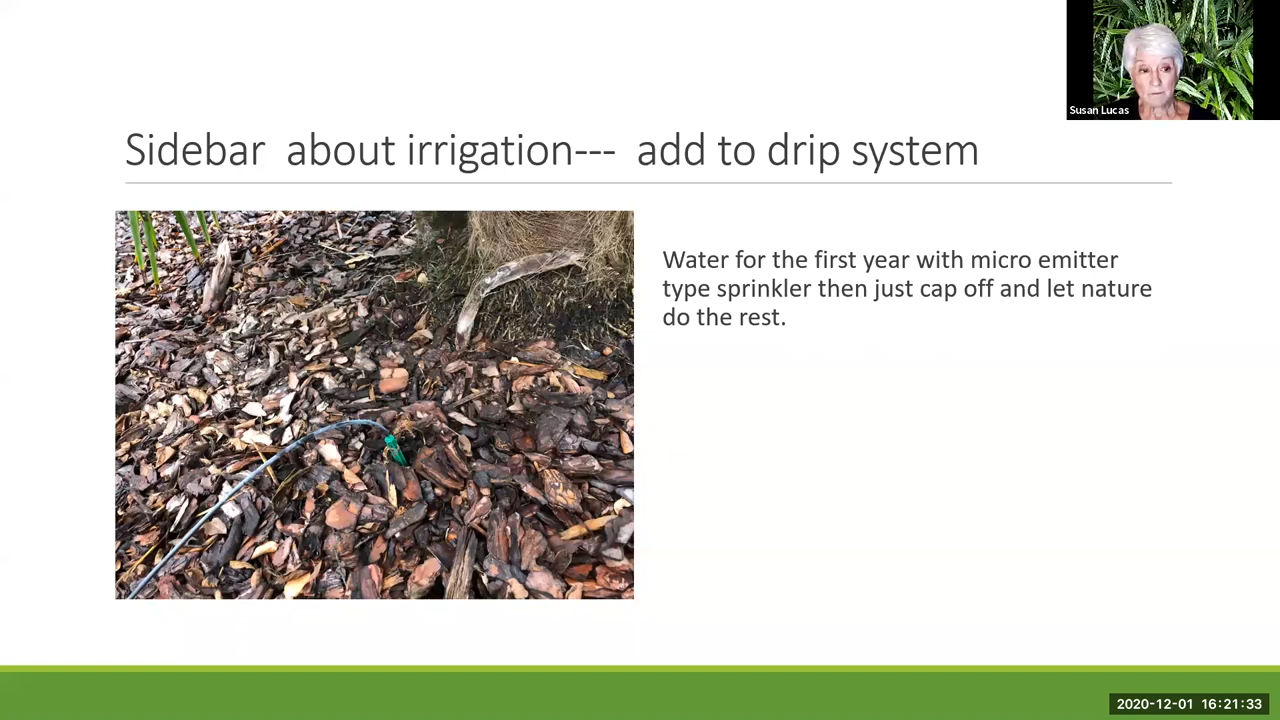 Susan Lucas
Sidebar about irrigation--- add to drip system
Water for the first year with micro emitter
type sprinkler then just cap off and let nature
do the rest.
2020-12-01 16:21:33